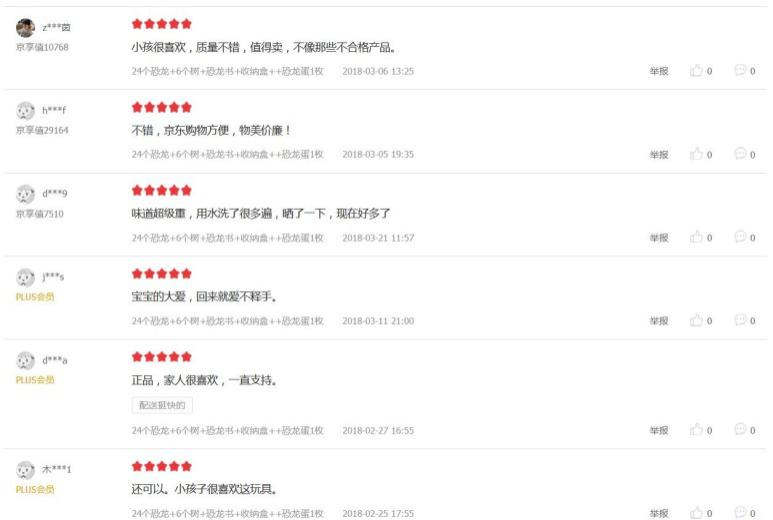 z***茵
京享值10768
小孩很喜欢，质量不错，值得卖，不像那些不合格产品。
24个恐龙+6个树+恐龙书+收纳盒++恐龙蛋1枚 2018-03-06 13:25 举报 0 0
h***f
京享值29164
不错，京东购物方便，物美价廉！
24个恐龙+6个树+恐龙书+收纳盒++恐龙蛋1枚 2018-03-05 19:35 举报 0 0
d***9
京享值7510
味道超级重，用水洗了很多遍，晒了一下，现在好多了
24个恐龙+6个树+恐龙书+收纳盒++恐龙蛋1枚 2018-03-21 11:57 举报 0 0
j***s
PLUS会员
宝宝的大爱，回来就爱不释手。
24个恐龙+6个树+恐龙书+收纳盒++恐龙蛋1枚 2018-03-11 21:00 举报 0 0
d***a
PLUS会员
正品，家人很喜欢，一直支持。
配送挺快的
24个恐龙+6个树+恐龙书+收纳盒++恐龙蛋1枚 2018-02-27 16:55 举报 0 0
木***1
PLUS会员
还可以。小孩子很喜欢这玩具。
24个恐龙+6个树+恐龙书+收纳盒++恐龙蛋1枚 2018-02-25 17:55 举报 0 0